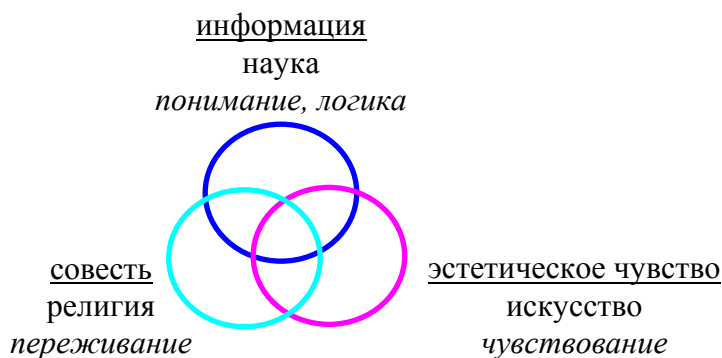 информация
наука
понимание, логика
совесть
религия
переживание
эстетическое чувство
искусство
чувствование